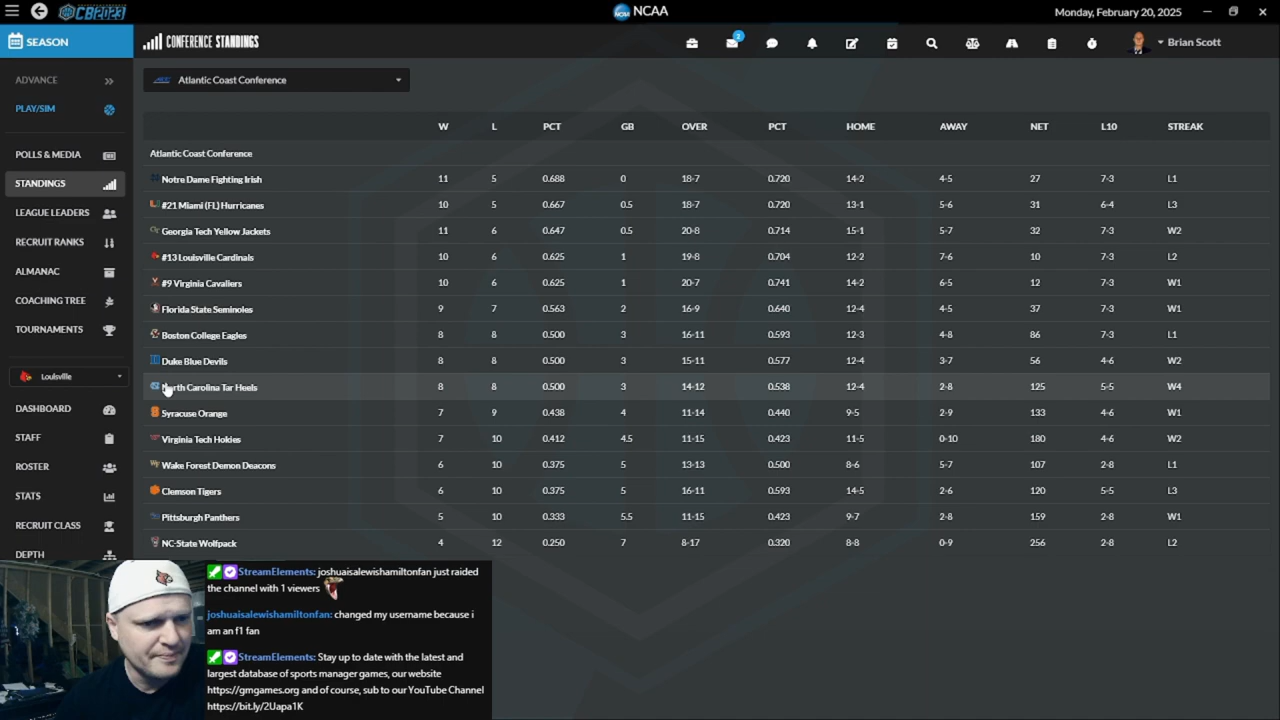 CB2023
NCAA
Monday, February 20, 2025
SEASON
CONFERENCE STANDINGS
2
Brian Scott
ADVANCE
PLAY/SIM
POLLS & MEDIA
STANDINGS
LEAGUE LEADERS
RECRUIT RANKS
ALMANAC
COACHING TREE
TOURNAMENTS
Louisville
DASHBOARD
STAFF
ROSTER
STATS
RECRUIT CLASS
DEPTH
Atlantic Coast Conference
W L PCT GB OVER PCT HOME AWAY NET L10 STREAK
Atlantic Coast Conference
Notre Dame Fighting Irish 11 5 0.688 0 18-7 0.720 14-2 4-5 27 7-3 L1
#21 Miami (FL) Hurricanes 10 5 0.667 0.5 18-7 0.720 13-1 5-6 31 6-4 L3
Georgia Tech Yellow Jackets 11 6 0.647 0.5 20-8 0.714 15-1 5-7 32 7-3 W2
#13 Louisville Cardinals 10 6 0.625 1 19-8 0.704 12-2 7-6 10 7-3 L2
#9 Virginia Cavaliers 10 6 0.625 1 20-7 0.741 14-2 6-5 12 7-3 W1
Florida State Seminoles 9 7 0.563 2 16-9 0.640 12-4 4-5 37 7-3 W1
Boston College Eagles 8 8 0.500 3 16-11 0.593 12-3 4-8 86 7-3 L1
Duke Blue Devils 8 8 0.500 3 15-11 0.577 12-4 3-7 56 4-6 W2
North Carolina Tar Heels 8 8 0.500 3 14-12 0.538 12-4 2-8 125 5-5 W4
Syracuse Orange 7 9 0.438 4 11-14 0.440 9-5 2-9 133 4-6 W1
Virginia Tech Hokies 7 10 0.412 4.5 11-15 0.423 11-5 0-10 180 4-6 W2
Wake Forest Demon Deacons 6 10 0.375 5 13-13 0.500 8-6 5-7 107 2-8 L1
Clemson Tigers 6 10 0.375 5 16-11 0.593 14-5 2-6 120 5-5 L3
Pittsburgh Panthers 5 10 0.333 5.5 11-15 0.423 9-7 2-8 159 2-8 W1
NC State Wolfpack 4 12 0.250 7 8-17 0.320 8-8 0-9 256 2-8 L2
StreamElements: joshuaisalewishamiltonfan just raided
the channel with 1 viewers
joshuaisalewishamiltonfan: changed my username because i
am an f1 fan
StreamElements: Stay up to date with the latest and
largest database of sports manager games, our website
https://gmgames.org and of course, sub to our YouTube Channel
https://bit.ly/2Uapa1K